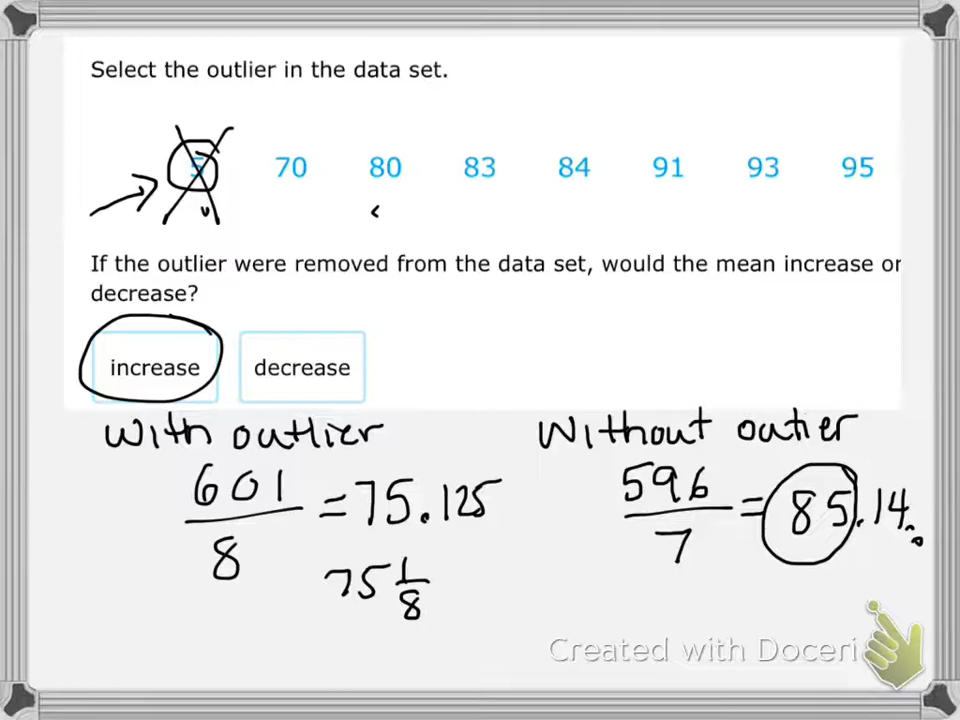 Select the outlier in the data set.
5 70 80 83 84 91 93 95
If the outlier were removed from the data set, would the mean increase or
decrease?
increase decrease
With outlier Without outier
601/8 = 75.125 596/7 = 85.14..
75 1/8
Created with Doceri